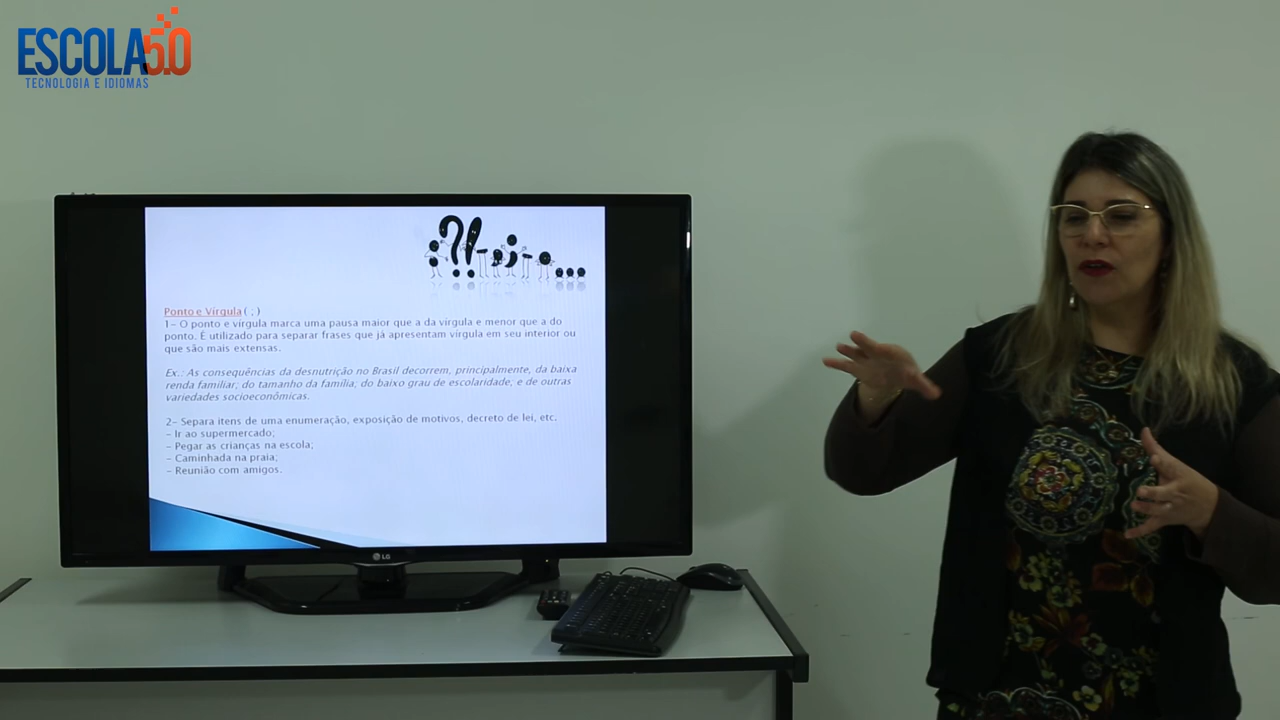 ESCOLA 5.0
TECNOLOGIA E IDIOMAS
Ponto e Vírgula ( ; )
1- O ponto e vírgula marca uma pausa maior que a da vírgula e menor que a do
ponto. É utilizado para separar frases que já apresentam vírgula em seu interior ou
que são mais extensas.
Ex.: As consequências da desnutrição no Brasil decorrem, principalmente, da baixa
renda familiar; do tamanho da família; do baixo grau de escolaridade; e de outras
variedades socioeconômicas.
2- Separa itens de uma enumeração, exposição de motivos, decreto de lei, etc.
- Ir ao supermercado;
- Pegar as crianças na escola;
- Caminhada na praia;
- Reunião com amigos.
LG